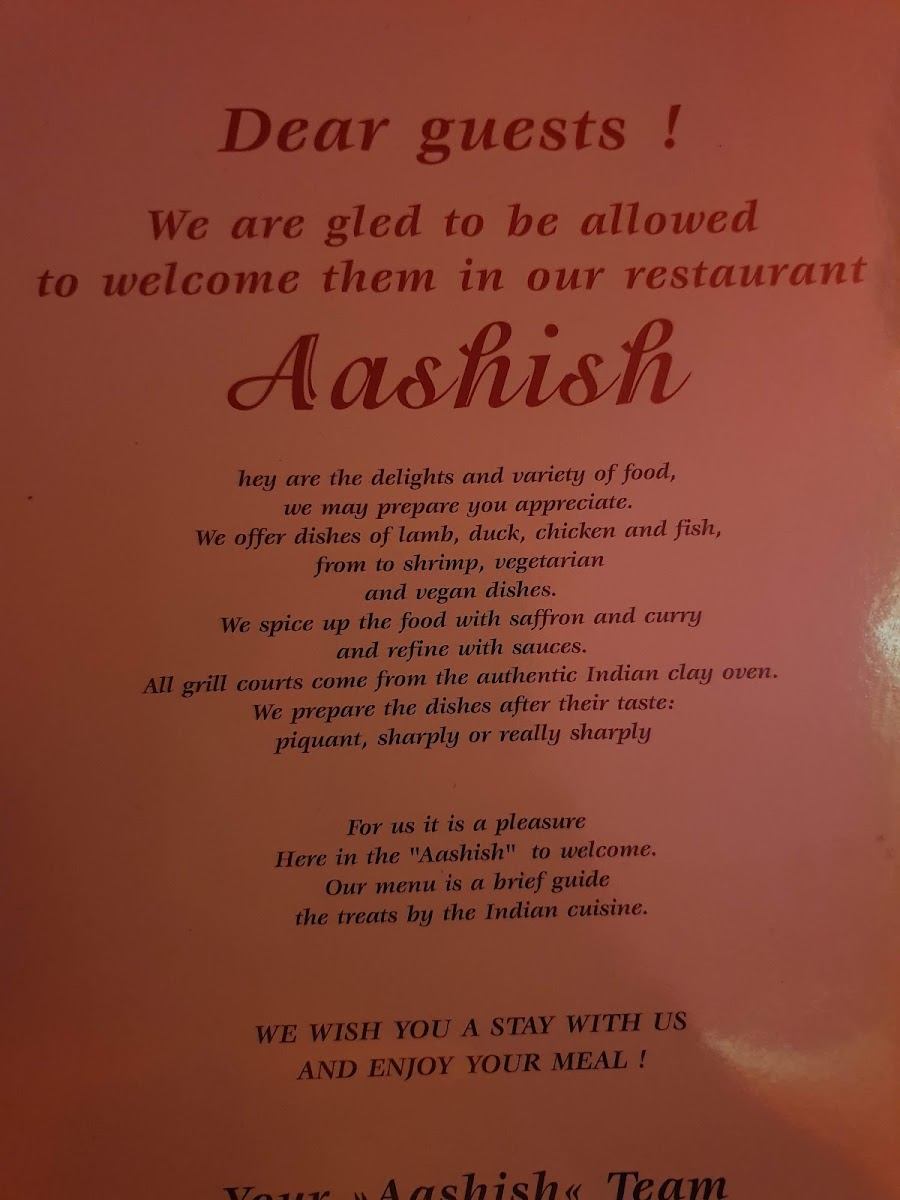 Dear guests !
We are gled to be allowed
to welcome them in our restaurant
Aashish
hey are the delights and variety of food,
we may prepare you appreciate.
We offer dishes of lamb, duck, chicken and fish,
from to shrimp, vegetarian
and vegan dishes.
We spice up the food with saffron and curry
and refine with sauces.
All grill courts come from the authentic Indian clay oven.
We prepare the dishes after their taste:
piquant, sharply or really sharply
For us it is a pleasure
Here in the "Aashish" to welcome.
Our menu is a brief guide
the treats by the Indian cuisine.
WE WISH YOU A STAY WITH US
AND ENJOY YOUR MEAL !
Your »Aashish« Team